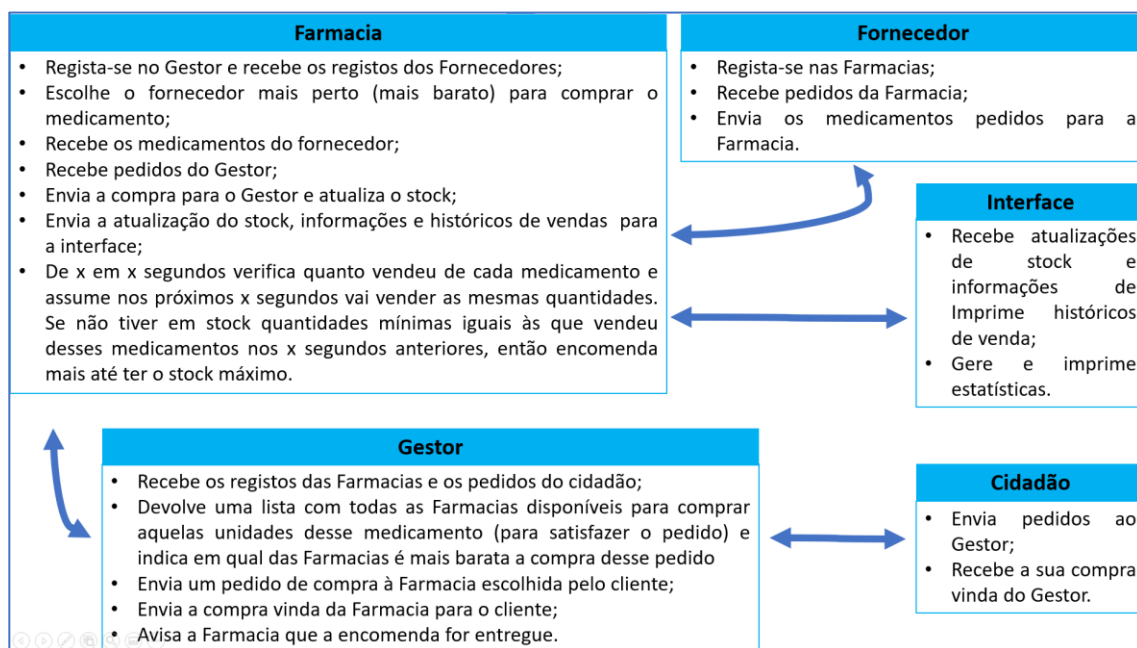 Farmacia
• Regista-se no Gestor e recebe os registos dos Fornecedores;
• Escolhe o fornecedor mais perto (mais barato) para comprar o
medicamento;
• Recebe os medicamentos do fornecedor;
• Recebe pedidos do Gestor;
• Envia a compra para o Gestor e atualiza o stock;
• Envia a atualização do stock, informações e históricos de vendas para
a interface;
• De x em x segundos verifica quanto vendeu de cada medicamento e
assume nos próximos x segundos vai vender as mesmas quantidades.
Se não tiver em stock quantidades mínimas iguais às que vendeu
desses medicamentos nos x segundos anteriores, então encomenda
mais até ter o stock máximo.
Fornecedor
• Regista-se nas Farmacias;
• Recebe pedidos da Farmacia;
• Envia os medicamentos pedidos para a
Farmacia.
Interface
• Recebe atualizações
de stock e
informações de
Imprime históricos
de venda;
• Gere e imprime
estatísticas.
Gestor
• Recebe os registos das Farmacias e os pedidos do cidadão;
• Devolve uma lista com todas as Farmacias disponíveis para comprar
aquelas unidades desse medicamento (para satisfazer o pedido) e
indica em qual das Farmacias é mais barata a compra desse pedido
• Envia um pedido de compra à Farmacia escolhida pelo cliente;
• Envia a compra vinda da Farmacia para o cliente;
• Avisa a Farmacia que a encomenda for entregue.
Cidadão
• Envia pedidos ao
Gestor;
• Recebe a sua compra
vinda do Gestor.